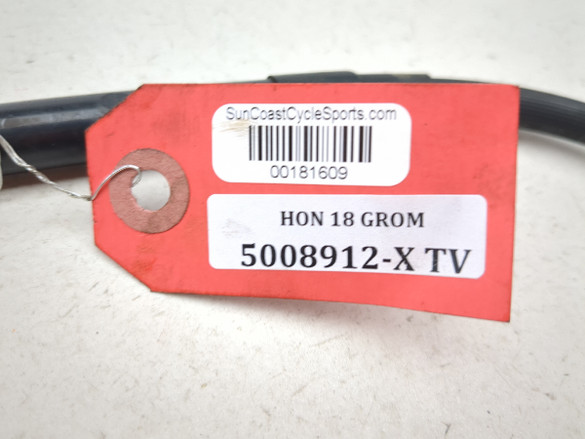 SunCoastCycleSports.com
00181609
HON 18 GROM
5008912-X TV